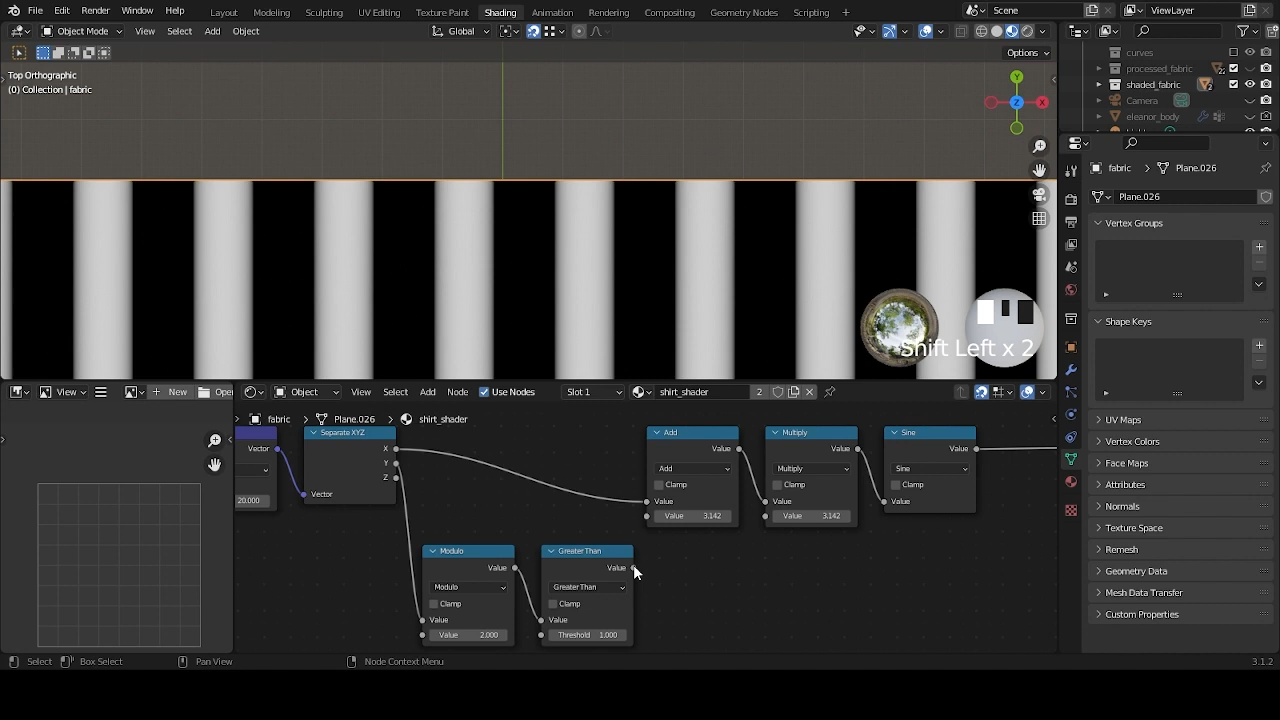 File Edit Render Window Help Layout Modeling Sculpting UV Editing Texture Paint Shading Animation Rendering Compositing Geometry Nodes Scripting + Scene ViewLayer
Object Mode View Select Add Object Global
Options
Top Orthographic
(0) Collection | fabric
Y
Z
X
curves
processed_fabric
shaded_fabric
Camera
eleanor_body
fabric > Plane.026
Plane.026
Vertex Groups
Shape Keys
UV Maps
Vertex Colors
Face Maps
Attributes
Normals
Texture Space
Remesh
Geometry Data
Mesh Data Transfer
Custom Properties
Shift Left x 2
View New Ope Object View Select Add Node Use Nodes Slot 1 shirt_shader 2
fabric > Plane.026 > shirt_shader
Vector
20.000
Separate XYZ
X
Y
Z
Vector
Add
Value
Add
Clamp
Value
Value 3.142
Multiply
Value
Multiply
Clamp
Value
Value 3.142
Sine
Value
Sine
Clamp
Value
Modulo
Value
Modulo
Clamp
Value
Value 2.000
Greater Than
Value
Greater Than
Clamp
Value
Threshold 1.000
Select Box Select Pan View Node Context Menu 3.1.2